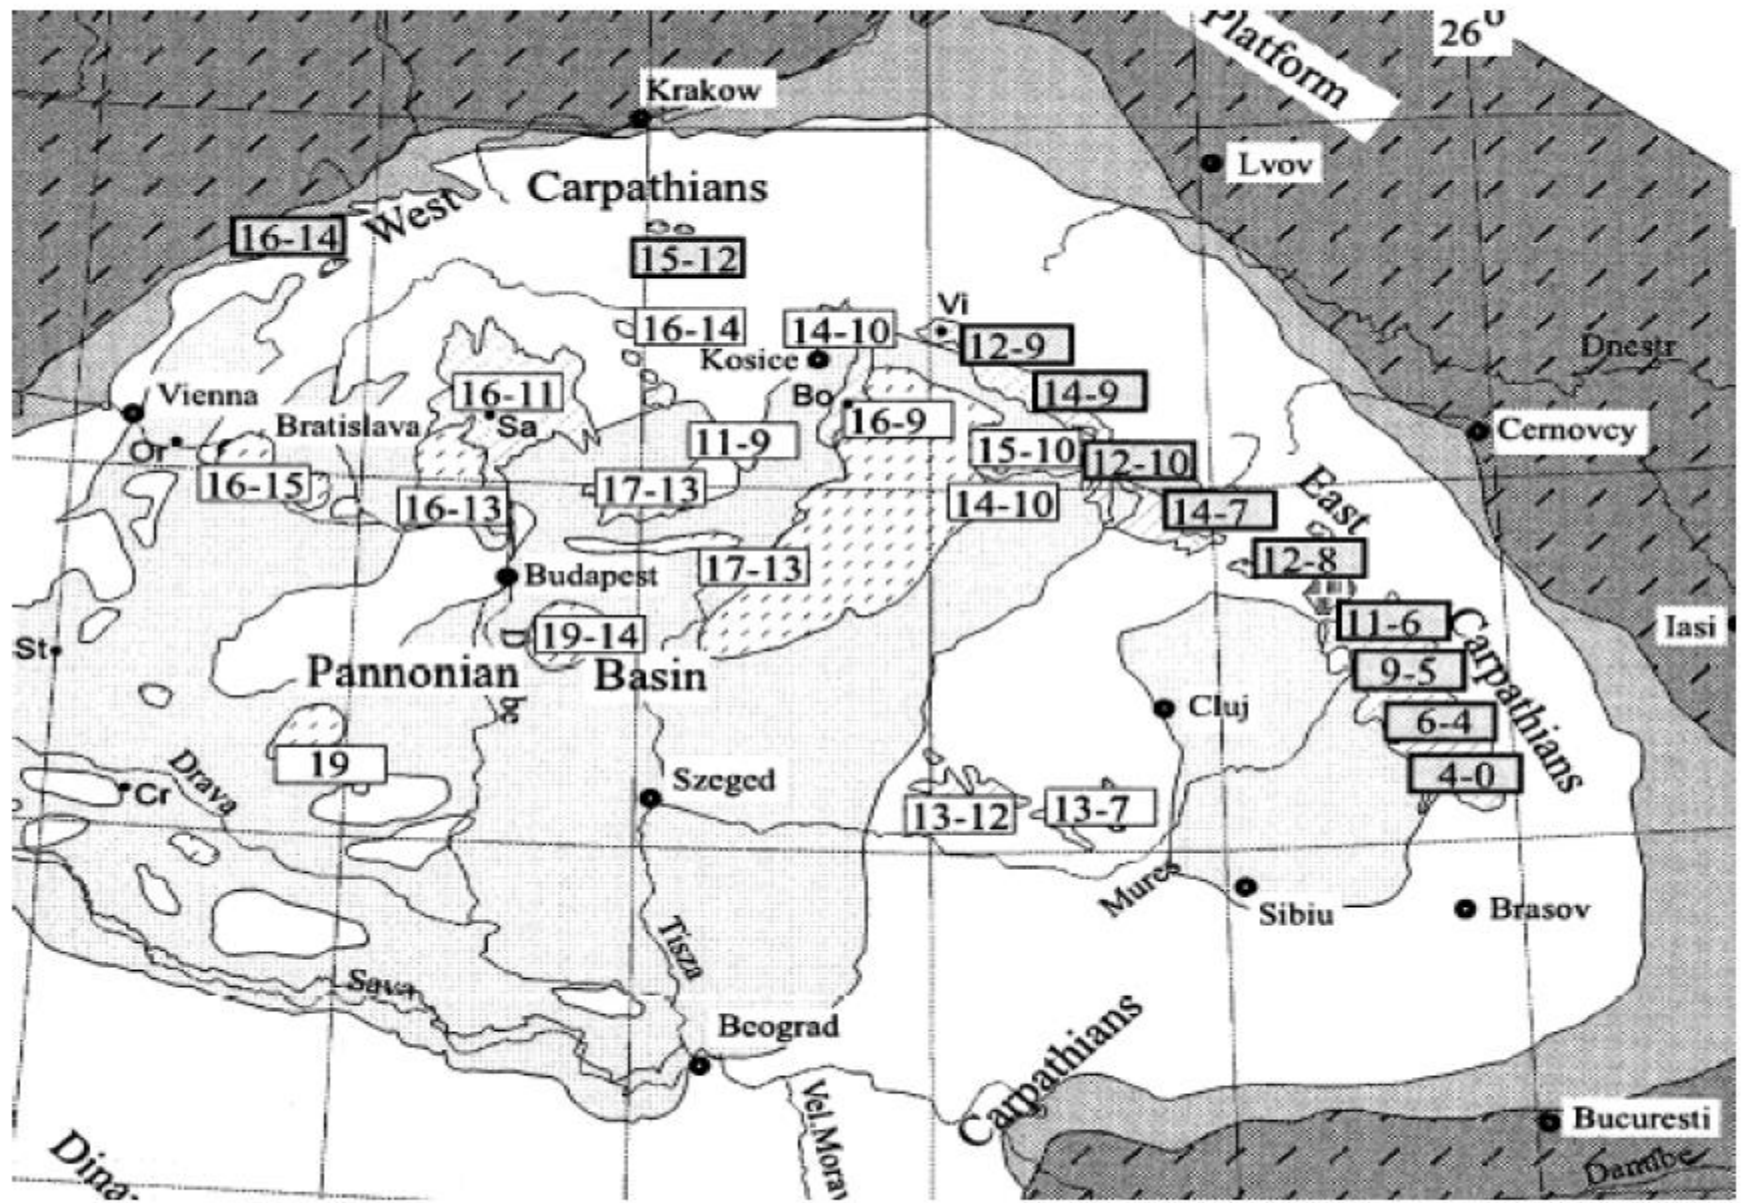 Platform
26⁰
Krakow
Lvov
West
Carpathians
16-14
15-12
16-14
14-10
Vi
12-9
Dnestr
Kosice
14-9
Vienna
16-11
Bo
16-9
Bratislava
Sa
11-9
15-10
12-10
Cernovcy
Or
16-15
17-13
16-13
14-10
14-7
East
Budapest
17-13
12-8
19-14
11-6
Carpathians
Iasi
St
D
Pannonian
Basin
9-5
be
Cluj
6-4
19
Drava
Szeged
4-0
Cr
13-12
13-7
Mures
Sibiu
Brasov
Tisza
Sava
Beograd
Carpathians
Vel.Morav
Bucuresti
Dina-
Danube